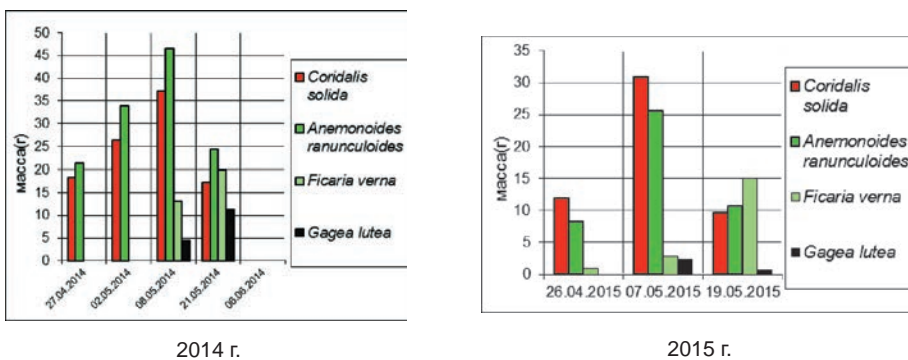 50
45
40
35
30
25
20
15
10
5
0
масса(г)
27.04.2014
02.05.2014
08.05.2014
21.05.2014
06.06.2014
Coridalis
solida
Anemonoides
ranunculoides
Ficaria verna
Gagea lutea
2014 г.
35
30
25
20
15
10
5
0
масса(г)
26.04.2015
07.05.2015
19.05.2015
Coridalis
solida
Anemonoides
ranunculoides
Ficaria verna
Gagea lutea
2015 г.